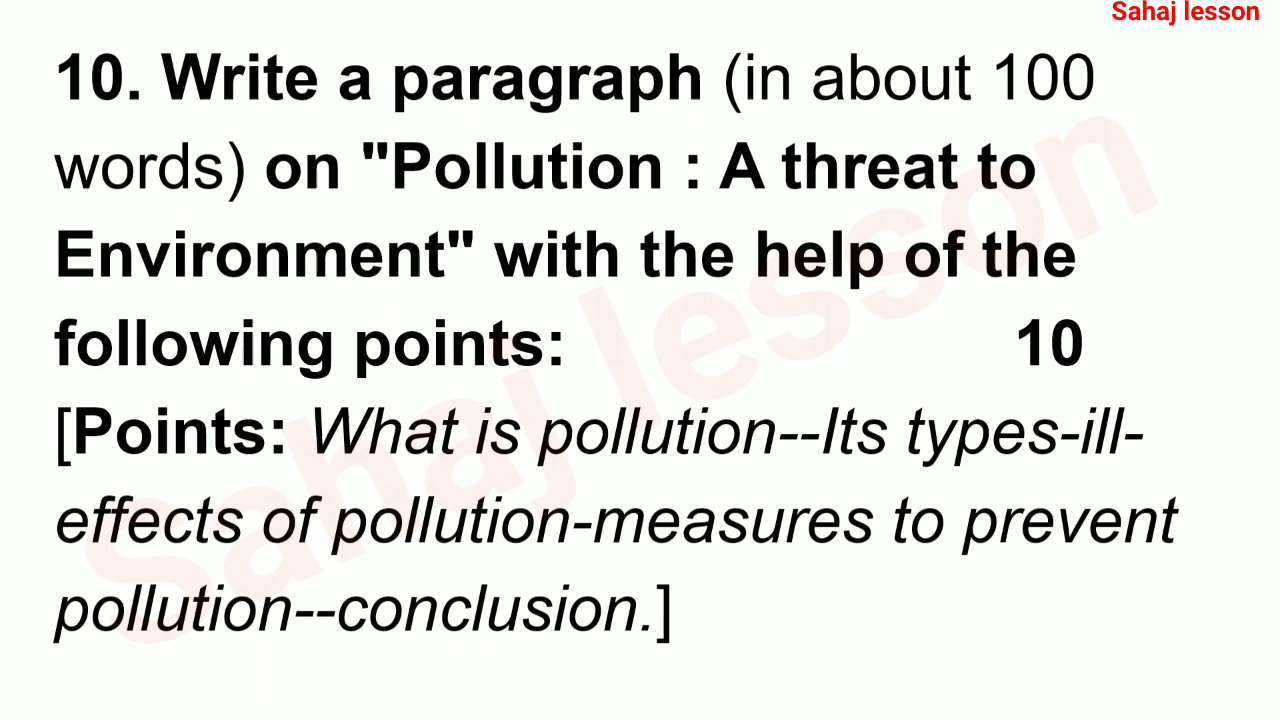 Sahaj lesson
10. Write a paragraph (in about 100
words) on "Pollution : A threat to
Environment" with the help of the
following points: 10
[Points: What is pollution--Its types-ill-
effects of pollution-measures to prevent
pollution--conclusion.]
Sahaj lesson